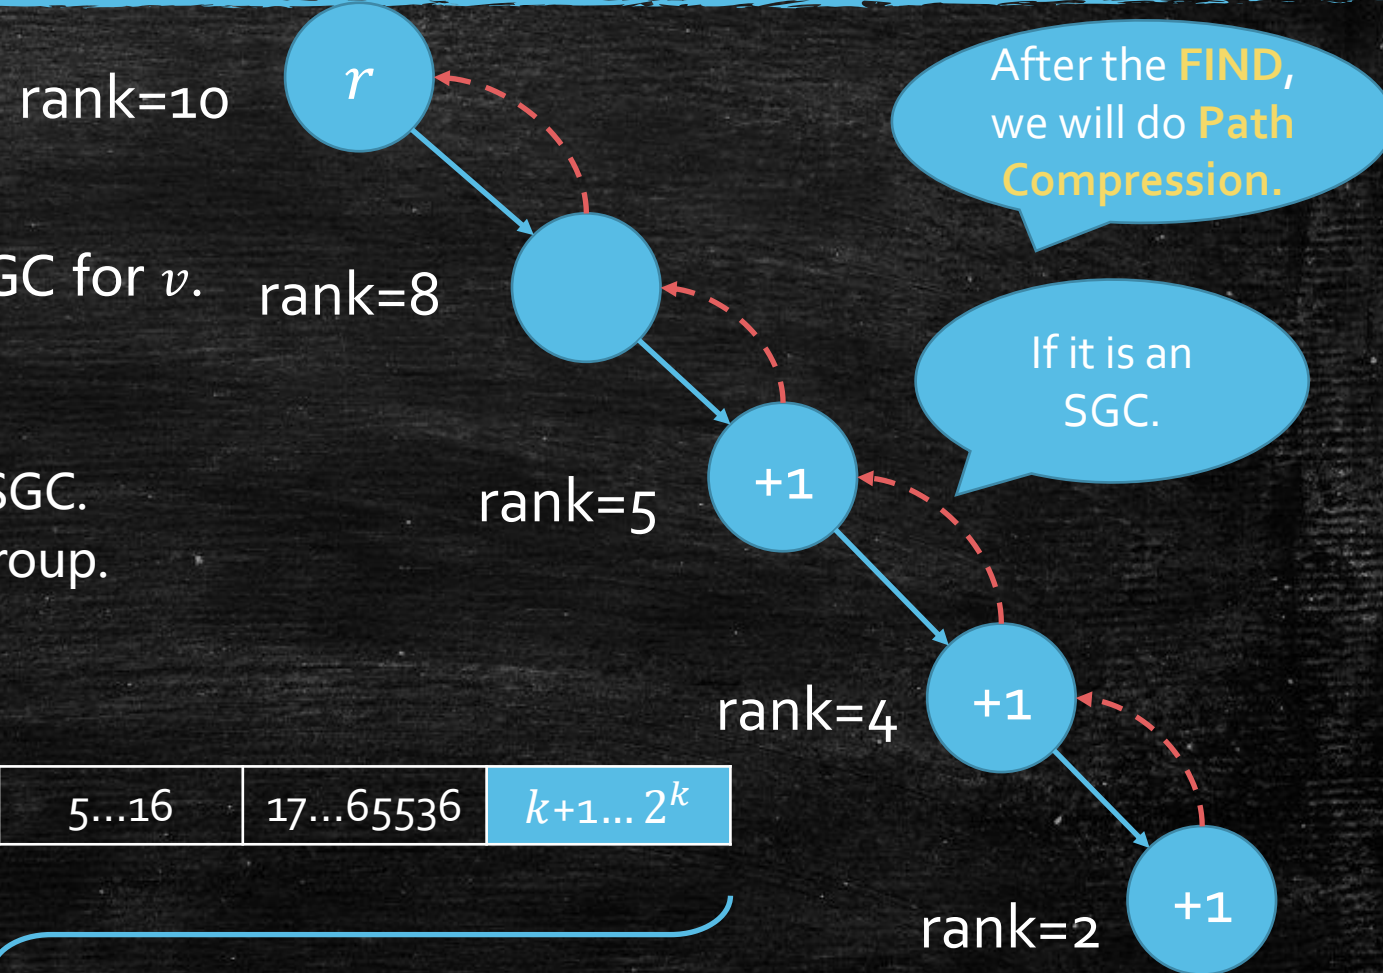 r
rank=10
After the FIND,
we will do Path
Compression.
GC for v.
rank=8
If it is an
SGC.
SGC.
rank=5
+1
roup.
rank=4
+1
5...16
17...65536
k+1... 2^k
rank=2
+1